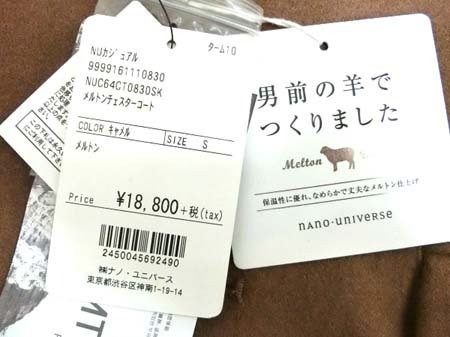 NUカジュアル
ターム10
9999161110830
NUC64CT0830SK
メルトンチェスターコート
COLOR キャメル
SIZE S
メルトン
Price ¥18,800+税(tax)
2450045692490
㈱ナノ・ユニバース
東京都渋谷区神南1-19-14
男前の羊で
つくりました
Melton
保温性に優れ、なめらかで丈夫なメルトン仕上げ
nano・universe